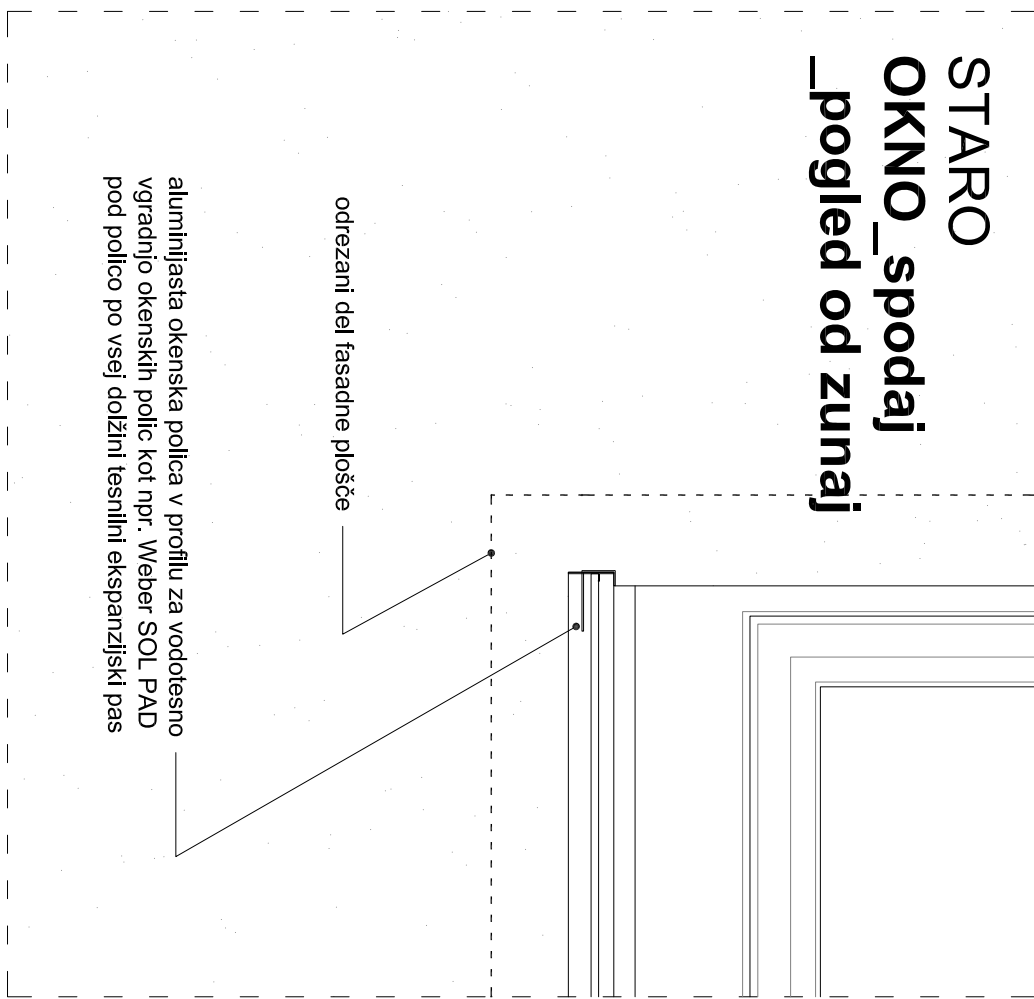 STARO
OKNO_spodaj
_pogled od zunaj
odrezani del fasadne plošče
aluminijasta okenska polica v profilu za vodotesno
vgradnjo okenskih polic kot npr. Weber SOL PAD
pod polico po vsej dolžini tesnilni ekspanzijski pas